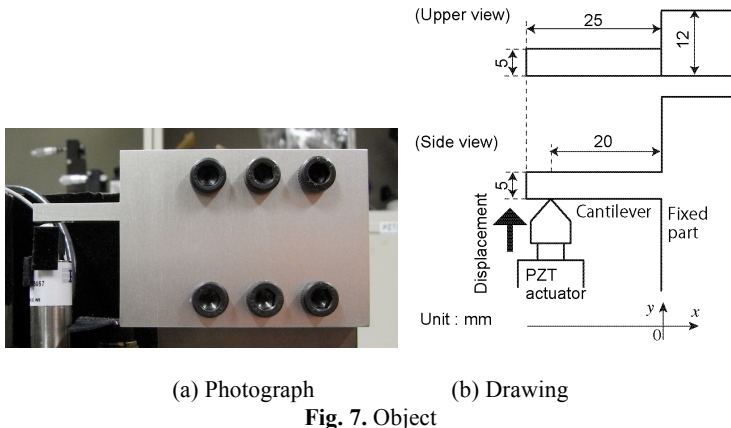 (Upper view)
25
5
12
(Side view)
20
5
Displacement
Cantilever
Fixed
part
PZT
actuator
Unit : mm
y
x
0
(a) Photograph
(b) Drawing
Fig. 7. Object